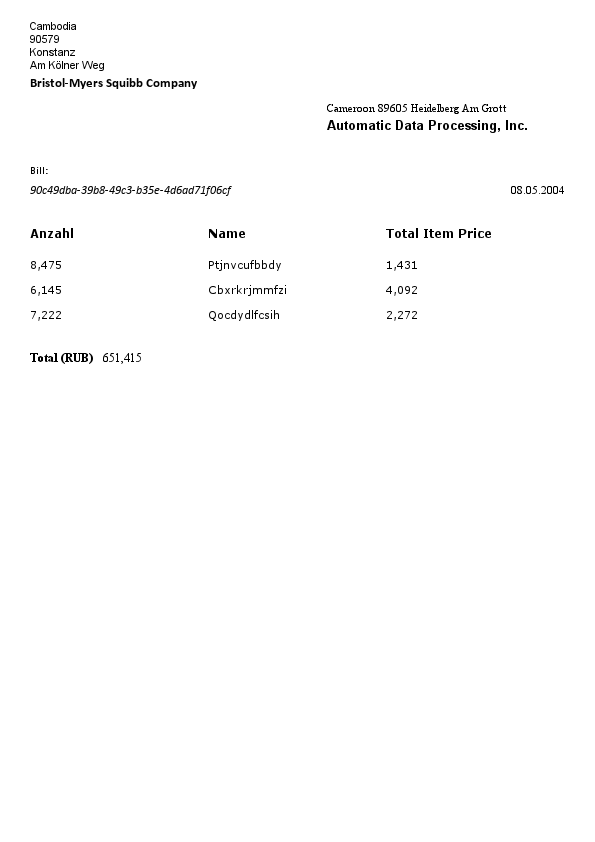 Cambodia
90579
Konstanz
Am Kölner Weg
Bristol-Myers Squibb Company
Cameroon 89605 Heidelberg Am Grott
Automatic Data Processing, Inc.
Bill:
90c49dba-39b8-49c3-b35e-4d6ad71f06cf 08.05.2004
Anzahl Name Total Item Price
8,475 Ptjnvcufbbdy 1,431
6,145 Cbxrkrjmmfzi 4,092
7,222 Qocdydlfcsih 2,272
Total (RUB) 651,415